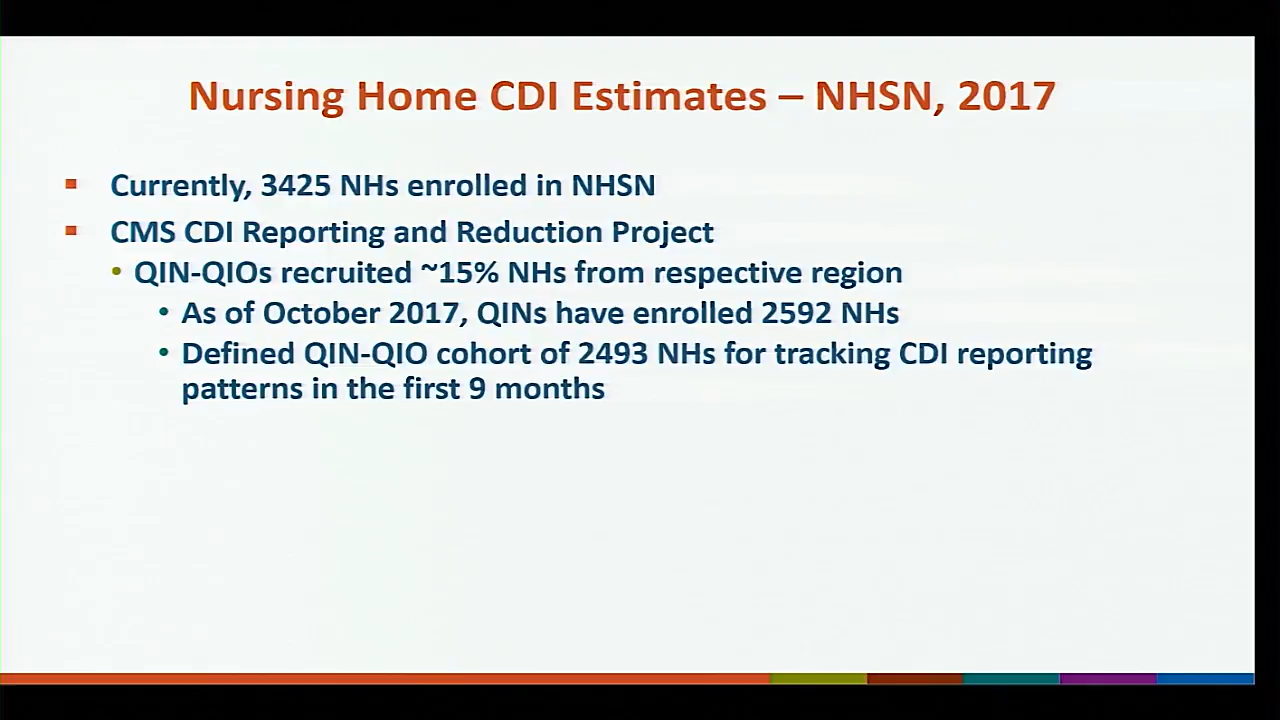 Nursing Home CDI Estimates – NHSN, 2017
▪ Currently, 3425 NHs enrolled in NHSN
▪ CMS CDI Reporting and Reduction Project
• QIN-QIOs recruited ~15% NHs from respective region
• As of October 2017, QINs have enrolled 2592 NHs
• Defined QIN-QIO cohort of 2493 NHs for tracking CDI reporting
patterns in the first 9 months